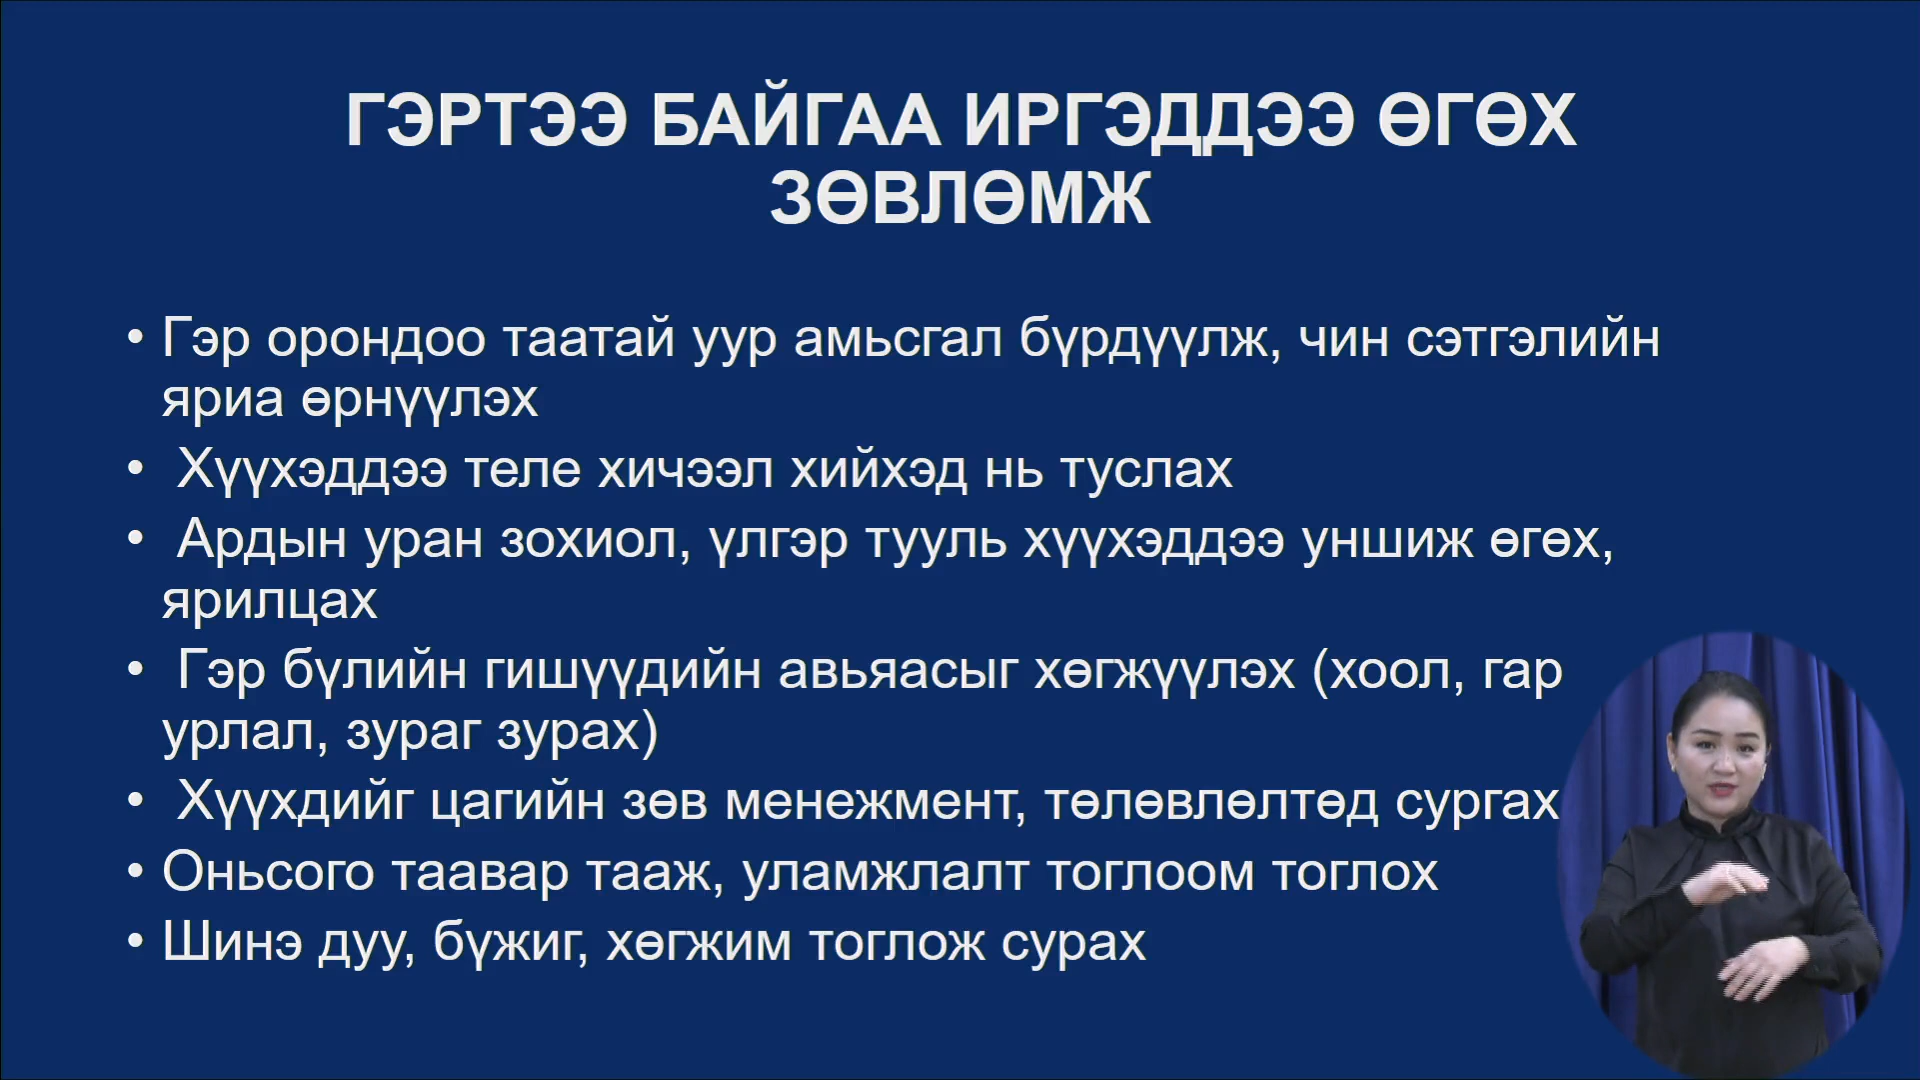 ГЭРТЭЭ БАЙГАА ИРГЭДДЭЭ ӨГӨХ
ЗӨВЛӨМЖ
• Гэр орондоо таатай уур амьсгал бүрдүүлж, чин сэтгэлийн
яриа өрнүүлэх
• Хүүхэддээ теле хичээл хийхэд нь туслах
• Ардын уран зохиол, үлгэр тууль хүүхэддээ уншиж өгөх,
ярилцах
• Гэр бүлийн гишүүдийн авьяасыг хөгжүүлэх (хоол, гар
урлал, зураг зурах)
• Хүүхдийг цагийн зөв менежмент, төлөвлөлтөд сургах
• Оньсого таавар тааж, уламжлалт тоглоом тоглох
• Шинэ дуу, бүжиг, хөгжим тоглож сурах